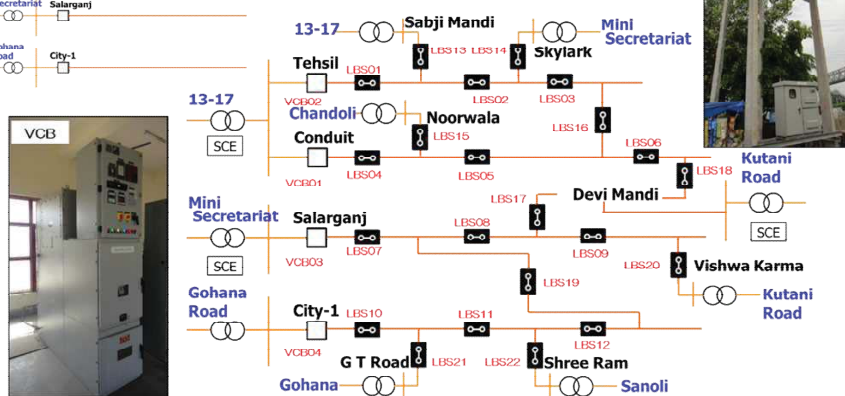 Secretariat Salarganj
Road City-1
VCB
13-17 Sabji Mandi Mini
Secretariat
LBS13 LBS14 Skylark
Tehsil LBS01
VCB02 LBS02 LBS03
13-17
SCE
Chandoli Noorwala
LBS15 LBS16
Conduit LBS06
VCB01 LBS04 LBS05
LBS18 Kutani
Road
SCE
LBS17 Devi Mandi
Mini
Secretariat
SCE
Salarganj LBS08
VCB03 LBS07 LBS09
LBS20 Vishwa Karma
Kutani
Road
LBS19
Gohana
Road
City-1 LBS10 LBS11
VCB04 LBS12
G T Road LBS21 LBS22 Shree Ram
Gohana Sanoli